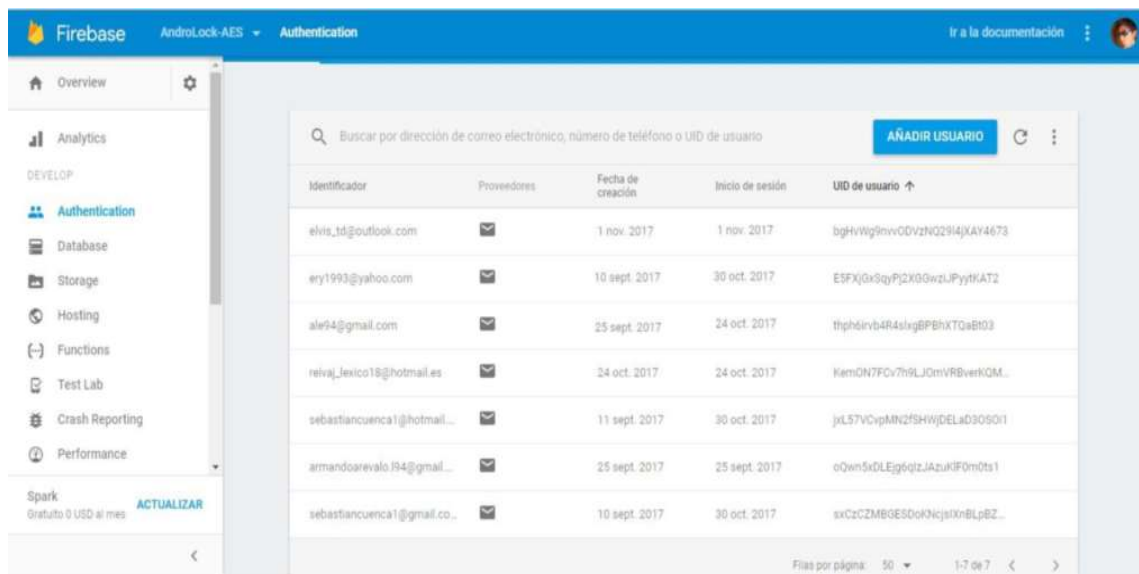 Firebase AndroLock-AES Authentication Ir a la documentación
Overview
Analytics
DEVELOP
Authentication
Database
Storage
Hosting
Functions
Test Lab
Crash Reporting
Performance
Spark
Gratuito 0 USD al mes
ACTUALIZAR
Buscar por dirección de correo electrónico, número de teléfono o UID de usuario AÑADIR USUARIO
Identificador Proveedores Fecha de creación Inicio de sesión UID de usuario
elvis_td@outlook.com 1 nov. 2017 1 nov. 2017
ery1993@yahoo.com 10 sept. 2017 30 oct. 2017
ale94@gmail.com 25 sept. 2017 24 oct. 2017
reivaj_lexico18@hotmail.es 24 oct. 2017 24 oct. 2017
sebastiancuenca1@hotmail.... 11 sept. 2017 30 oct. 2017
armandoarevalo.l94@gmail.... 25 sept. 2017 25 sept. 2017
sebastiancuenca1@gmail.co... 10 sept. 2017 30 oct. 2017
Filas por página: 50 1-7 de 7